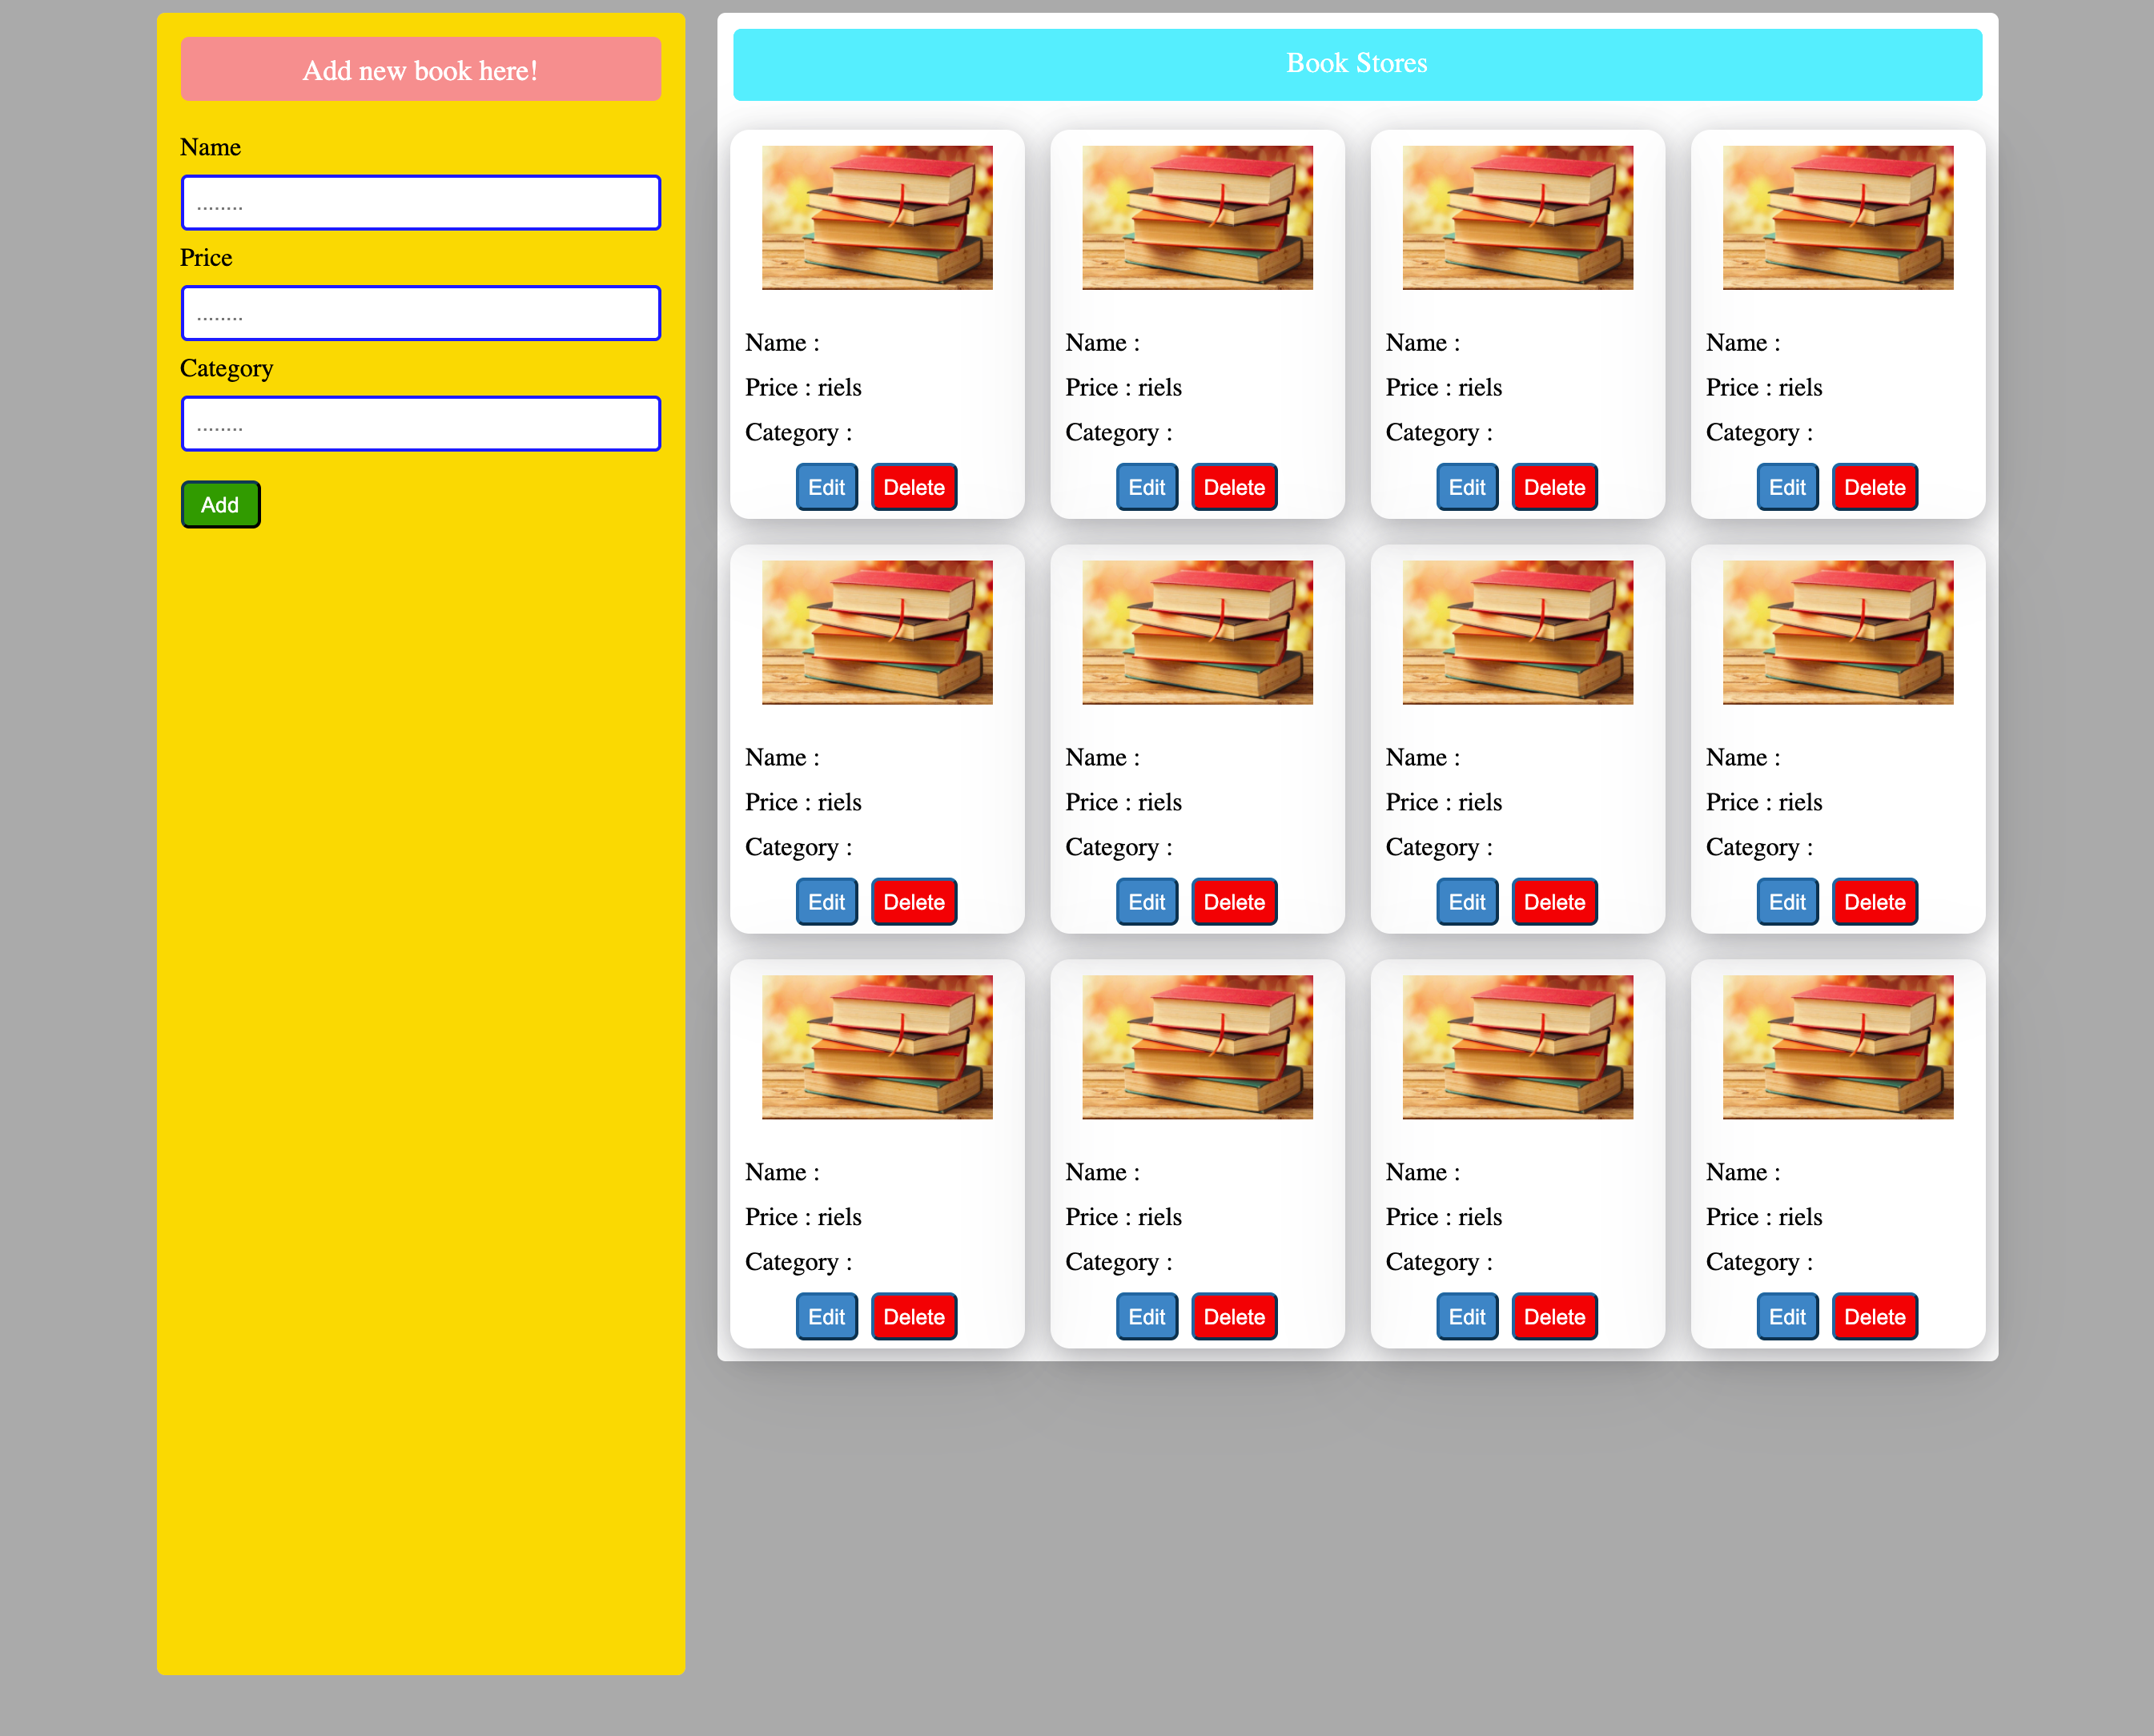 Add new book here!
Name
........
Price
........
Category
........
Add
Book Stores
Name :
Price : riels
Category :
Edit Delete
Name :
Price : riels
Category :
Edit Delete
Name :
Price : riels
Category :
Edit Delete
Name :
Price : riels
Category :
Edit Delete
Name :
Price : riels
Category :
Edit Delete
Name :
Price : riels
Category :
Edit Delete
Name :
Price : riels
Category :
Edit Delete
Name :
Price : riels
Category :
Edit Delete
Name :
Price : riels
Category :
Edit Delete
Name :
Price : riels
Category :
Edit Delete
Name :
Price : riels
Category :
Edit Delete
Name :
Price : riels
Category :
Edit Delete